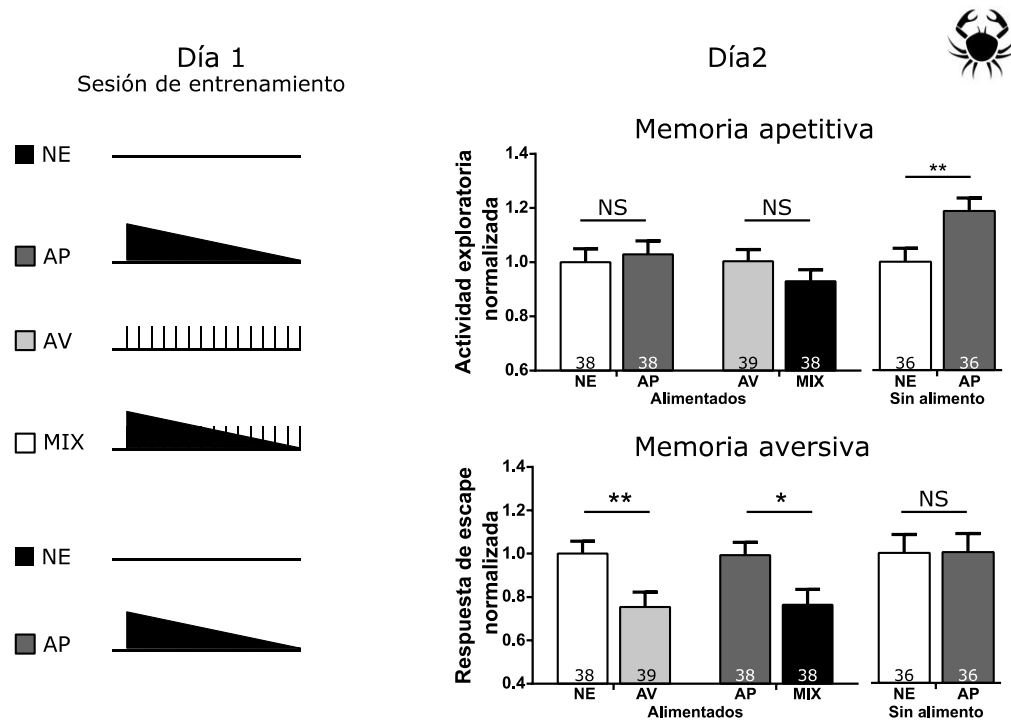 Día 1
Sesión de entrenamiento
NE
AP
AV
MIX
NE
AP
Día2
Memoria apetitiva
Actividad exploratoria
normalizada
1.4
1.2
1.0
0.8
0.6
NS
NS
**
38
38
39
38
36
36
NE
AP
AV
MIX
NE
AP
Alimentados
Sin alimento
Memoria aversiva
Respuesta de escape
normalizada
1.4
1.2
1.0
0.8
0.6
0.4
**
*
NS
38
39
38
38
36
36
NE
AV
AP
MIX
NE
AP
Alimentados
Sin alimento